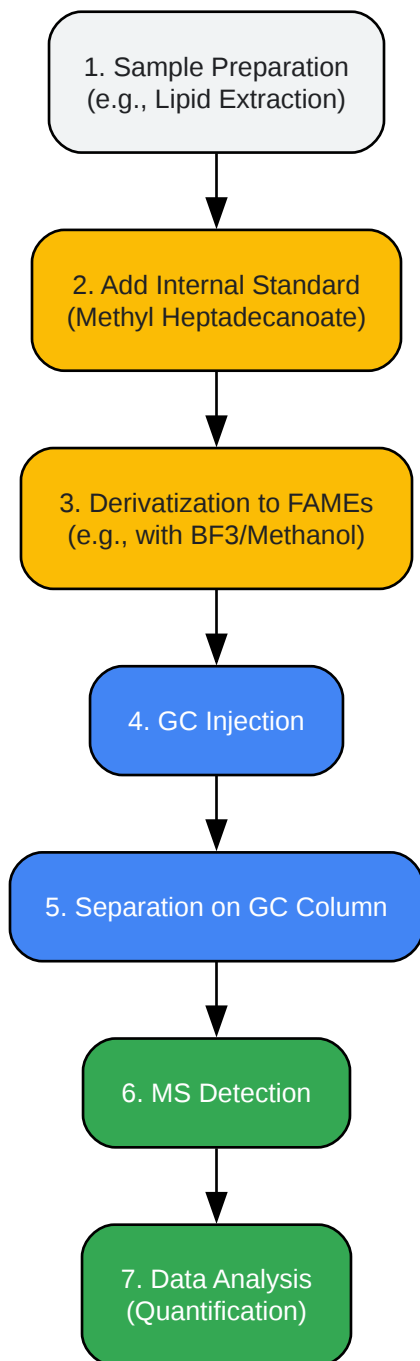 1. Sample Preparation
(e.g., Lipid Extraction)
2. Add Internal Standard
(Methyl Heptadecanoate)
3. Derivatization to FAMEs
(e.g., with BF3/Methanol)
4. GC Injection
5. Separation on GC Column
6. MS Detection
7. Data Analysis
(Quantification)